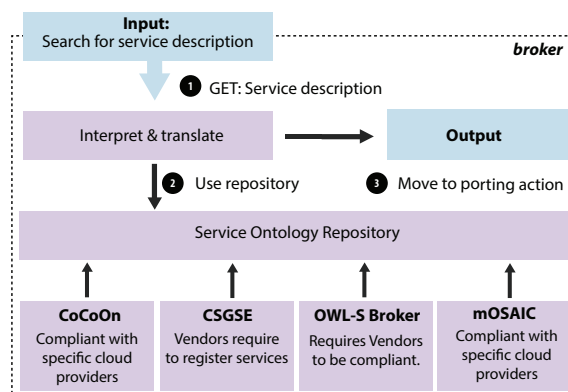 Input:
Search for service description
broker
1 GET: Service description
Interpret & translate
Output
2 Use repository
3 Move to porting action
Service Ontology Repository
CoCoOn
Compliant with
specific cloud
providers
CSGSE
Vendors require
to register services
OWL-S Broker
Requires Vendors
to be compliant.
mOSAIC
Compliant with
specific cloud
providers